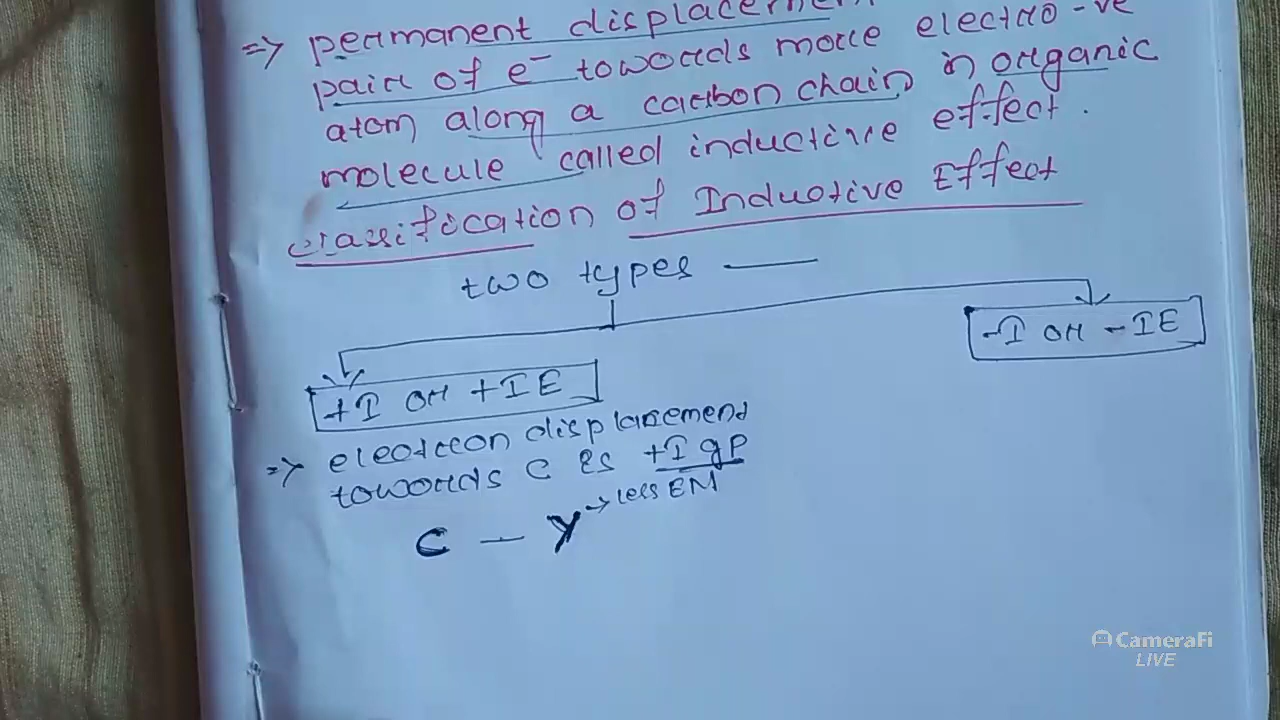 => permanent displacement
pair of e⁻ towards more electro-ve
atom along a carbon chain in organic
molecule called inductive effect.
Classification of Inductive Effect
two types —
-I OR -IE
+I OR +IE
=> electron displacement
towards C is +I gp
C - Y → less EN
CameraFi
LIVE